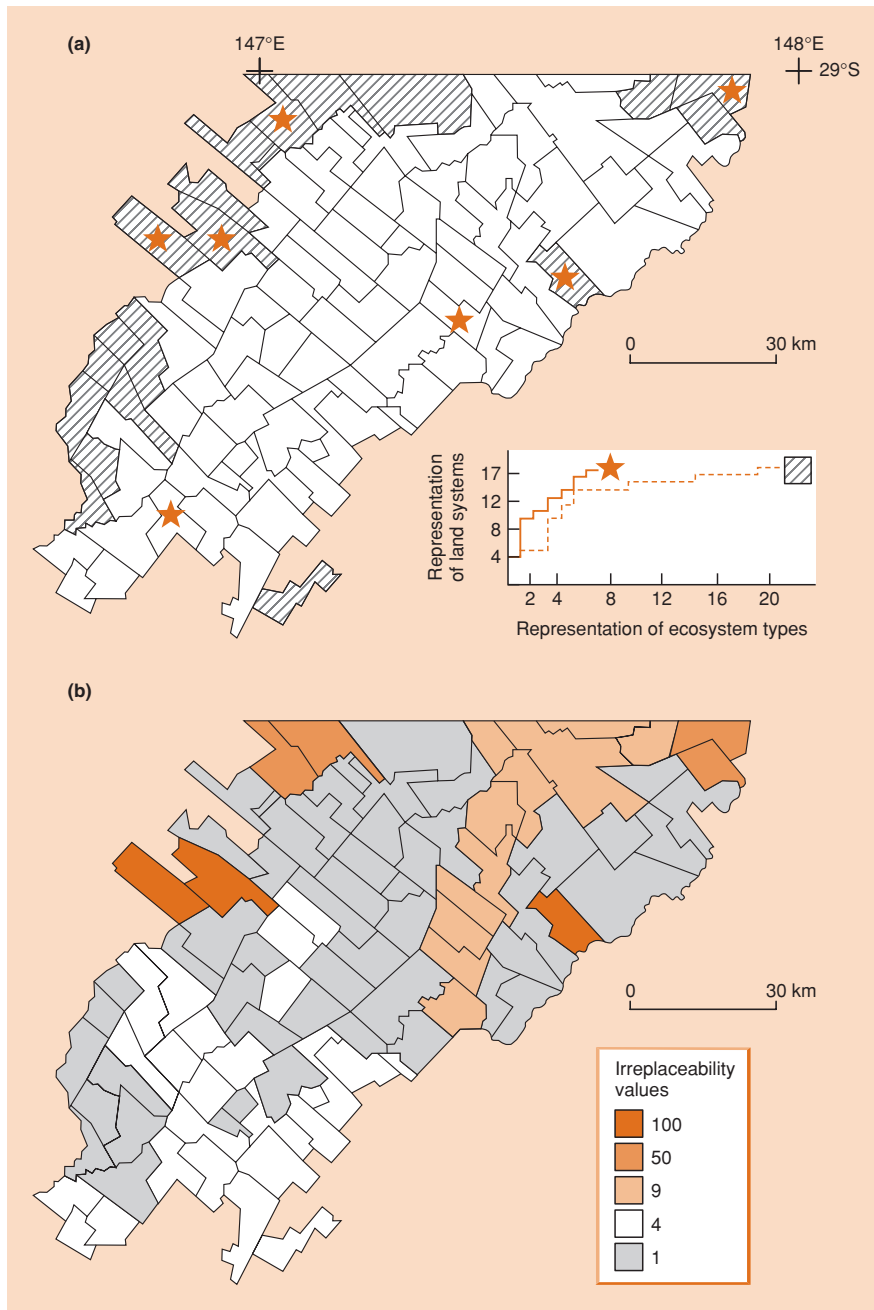 (a)
147°E
148°E
29°S
0
30 km
Representation
of land systems
17
12
8
4
2
4
8
12
16
20
Representation of ecosystem types
(b)
0
30 km
Irreplaceability
values
100
50
9
4
1